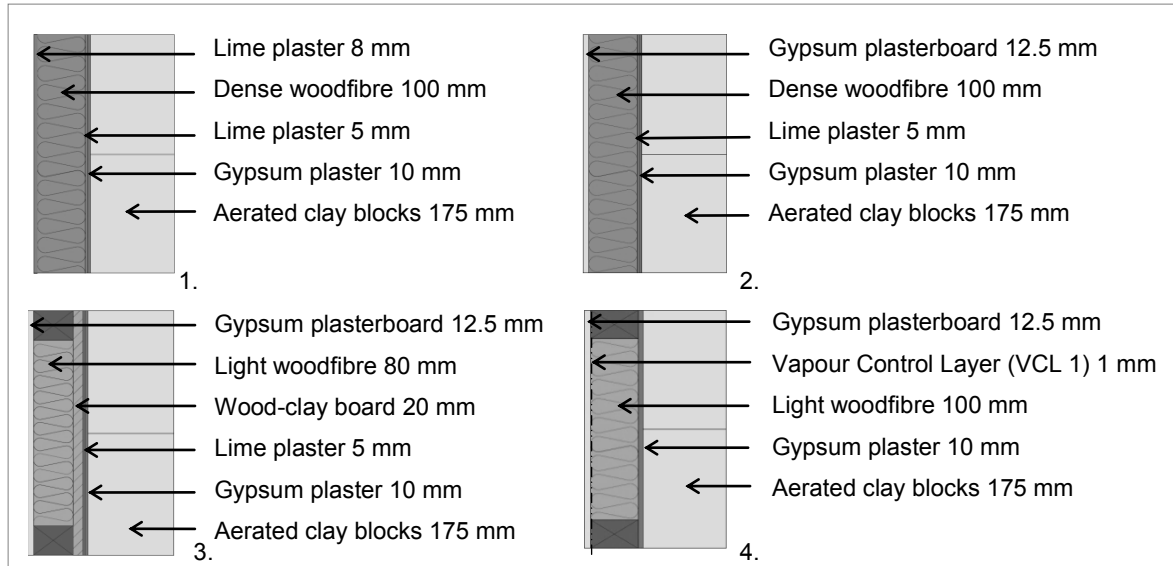 Lime plaster 8 mm
Dense woodfibre 100 mm
Lime plaster 5 mm
Gypsum plaster 10 mm
Aerated clay blocks 175 mm
1.
Gypsum plasterboard 12.5 mm
Dense woodfibre 100 mm
Lime plaster 5 mm
Gypsum plaster 10 mm
Aerated clay blocks 175 mm
2.
Gypsum plasterboard 12.5 mm
Light woodfibre 80 mm
Wood-clay board 20 mm
Lime plaster 5 mm
Gypsum plaster 10 mm
Aerated clay blocks 175 mm
3.
Gypsum plasterboard 12.5 mm
Vapour Control Layer (VCL 1) 1 mm
Light woodfibre 100 mm
Gypsum plaster 10 mm
Aerated clay blocks 175 mm
4.